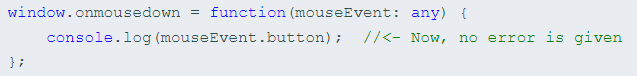 window.onmousedown = function(mouseEvent: any) {
    console.log(mouseEvent.button);  //<- Now, no error is given
};